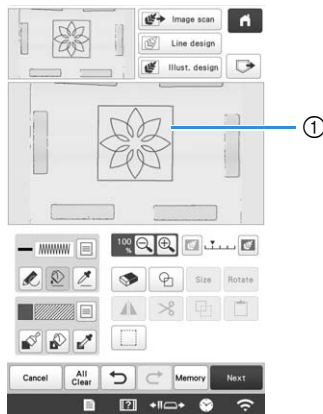 Image scan
Line design
Illust. design
①
100 %
Size Rotate
Cancel All Clear Memory Next